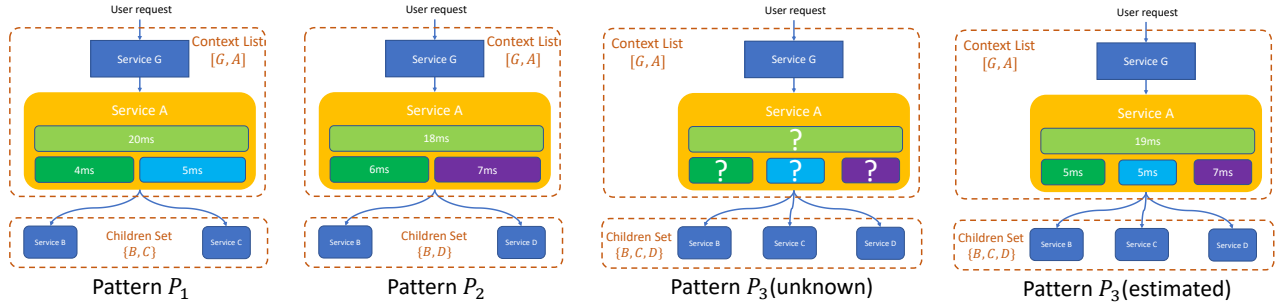 User request
Context List
[G, A]
Service G
Service A
20ms
4ms
5ms
Service B
Children Set
{B, C}
Service C
Pattern P1
User request
Context List
[G, A]
Service G
Service A
18ms
6ms
7ms
Service B
Children Set
{B, D}
Service D
Pattern P2
User request
Context List
[G, A]
Service G
Service A
?
? ? ?
Children Set
{B, C, D}
Service B
Service C
Service D
Pattern P3(unknown)
User request
Context List
[G, A]
Service G
Service A
19ms
5ms
5ms
7ms
Children Set
{B, C, D}
Service B
Service C
Service D
Pattern P3(estimated)